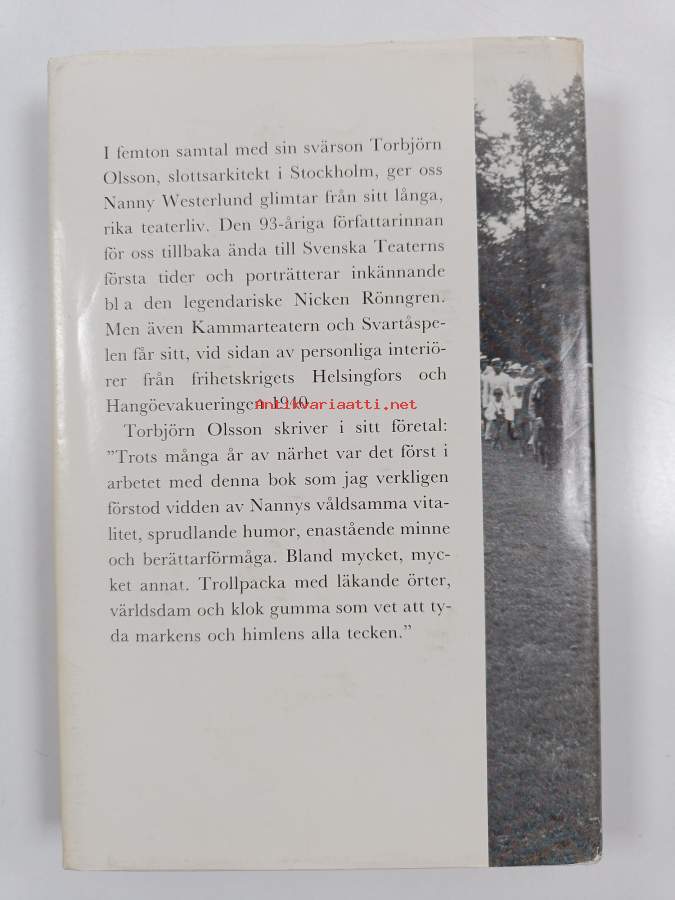 I femton samtal med sin svärson Torbjörn
Olsson, slottsarkitekt i Stockholm, ger oss
Nanny Westerlund glimtar från sitt långa,
rika teaterliv. Den 93-åriga författarinnan
för oss tillbaka ända till Svenska Teaterns
första tider och porträtterar inkännande
bl a den legendariske Nicken Rönngren.
Men även Kammarteatern och Svartåspe-
len får sitt, vid sidan av personliga interiö-
rer från frihetskrigets Helsingfors och
Hangöevakueringen 1940.
Antikvariaatti.net
Torbjörn Olsson skriver i sitt företal:
”Trots många år av närhet var det först i
arbetet med denna bok som jag verkligen
förstod vidden av Nannys våldsamma vita-
litet, sprudlande humor, enastående minne
och berättarförmåga. Bland mycket, myc-
ket annat. Trollpacka med läkande örter,
världsdam och klok gumma som vet att ty-
da markens och himlens alla tecken.”